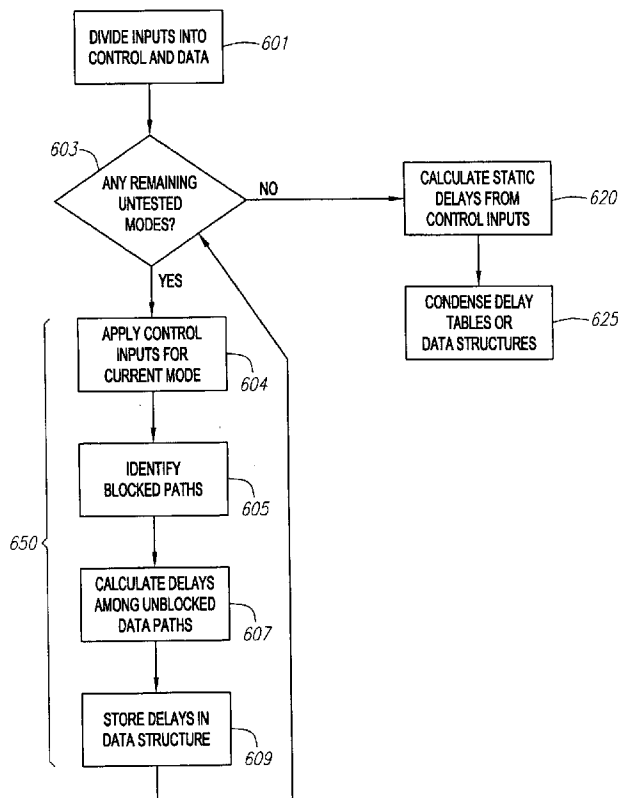 DIVIDE INPUTS INTO
CONTROL AND DATA
601
603
ANY REMAINING
UNTESTED
MODES?
NO
YES
CALCULATE STATIC
DELAYS FROM
CONTROL INPUTS
620
CONDENSE DELAY
TABLES OR
DATA STRUCTURES
625
APPLY CONTROL
INPUTS FOR
CURRENT MODE
604
IDENTIFY
BLOCKED PATHS
605
650
CALCULATE DELAYS
AMONG UNBLOCKED
DATA PATHS
607
STORE DELAYS IN
DATA STRUCTURE
609